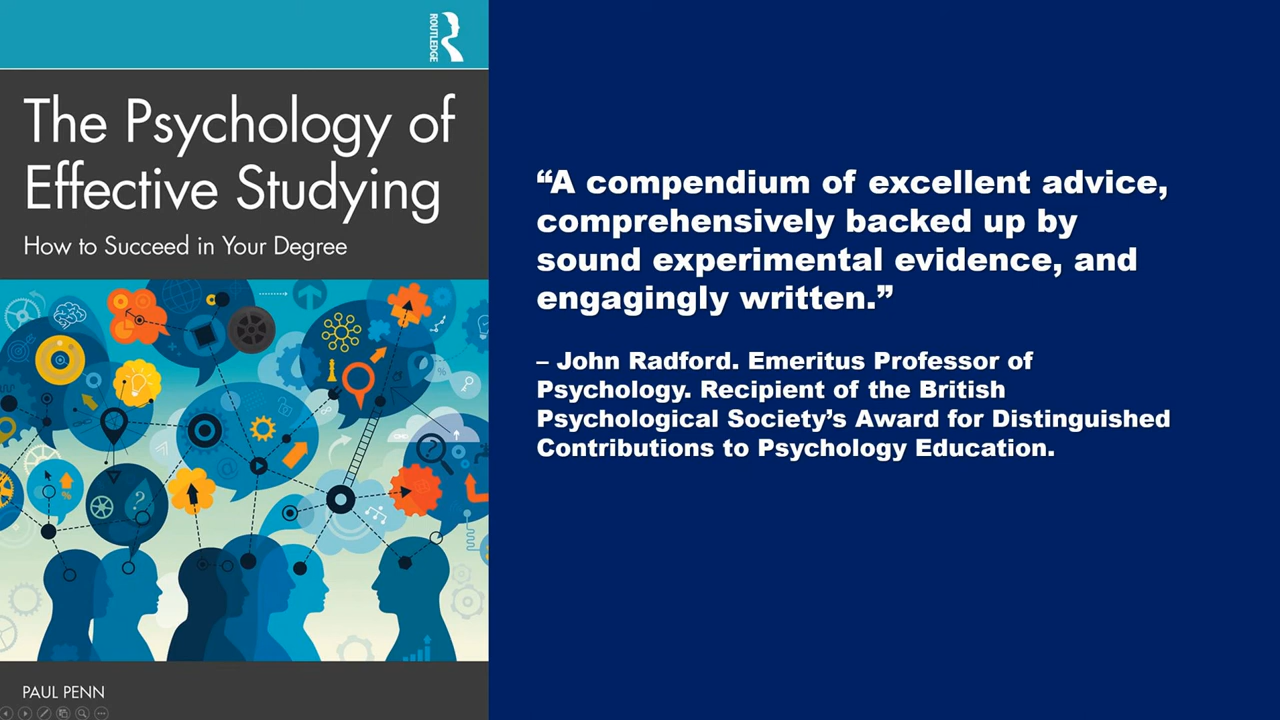 ROUTLEDGE
The Psychology of
Effective Studying
How to Succeed in Your Degree
?
%
%
@
?
PAUL PENN
“A compendium of excellent advice,
comprehensively backed up by
sound experimental evidence, and
engagingly written.”
– John Radford. Emeritus Professor of
Psychology. Recipient of the British
Psychological Society’s Award for Distinguished
Contributions to Psychology Education.